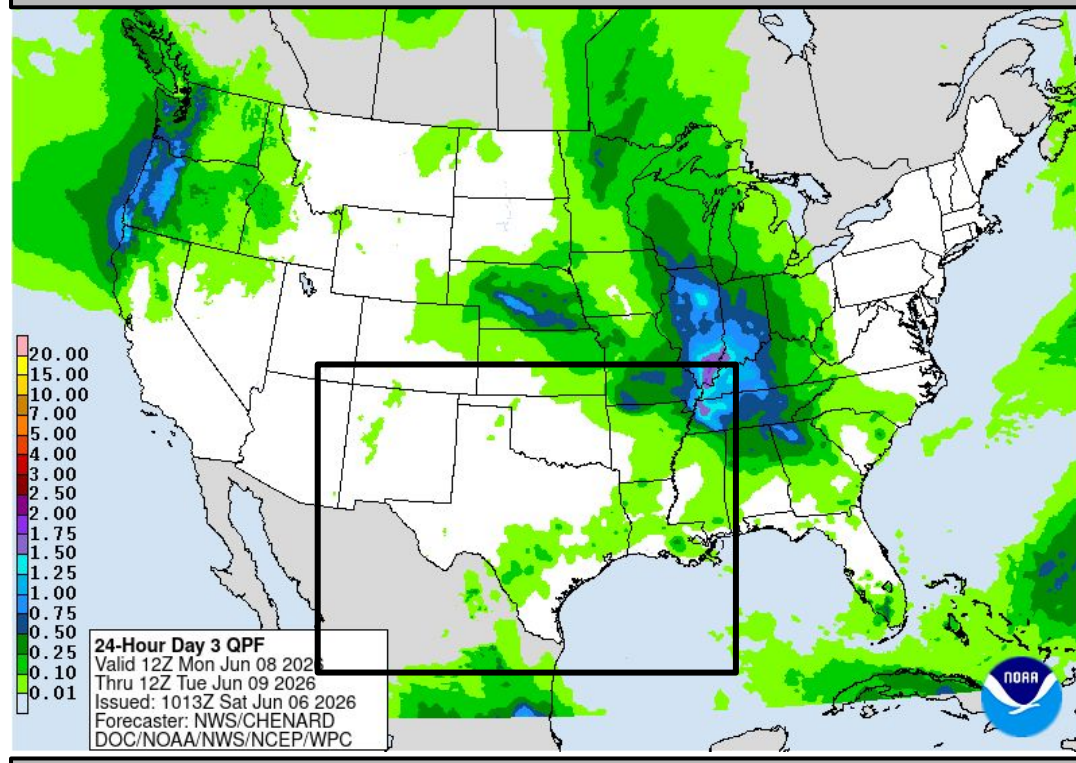 20.00
15.00
10.00
7.00
5.00
4.00
3.00
2.50
2.00
1.75
1.50
1.25
1.00
0.75
0.50
0.25
0.10
0.01
24-Hour Day 3 QPF
Valid 12Z Mon Jun 08 2026
Thru 12Z Tue Jun 09 2026
Issued: 1013Z Sat Jun 06 2026
Forecaster: NWS/CHENARD
DOC/NOAA/NWS/NCEP/WPC
NOAA